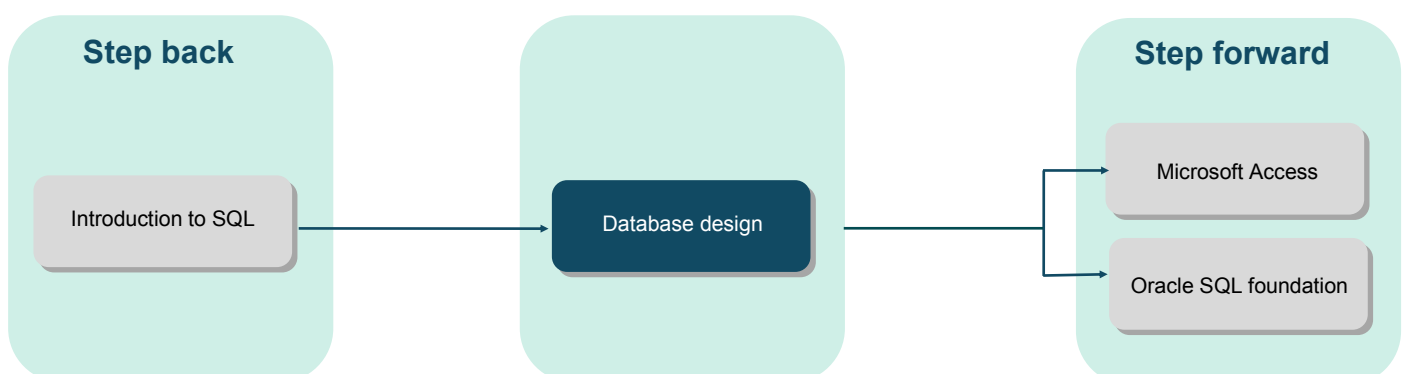 Step back
Step forward
Introduction to SQL
Database design
Microsoft Access
Oracle SQL foundation